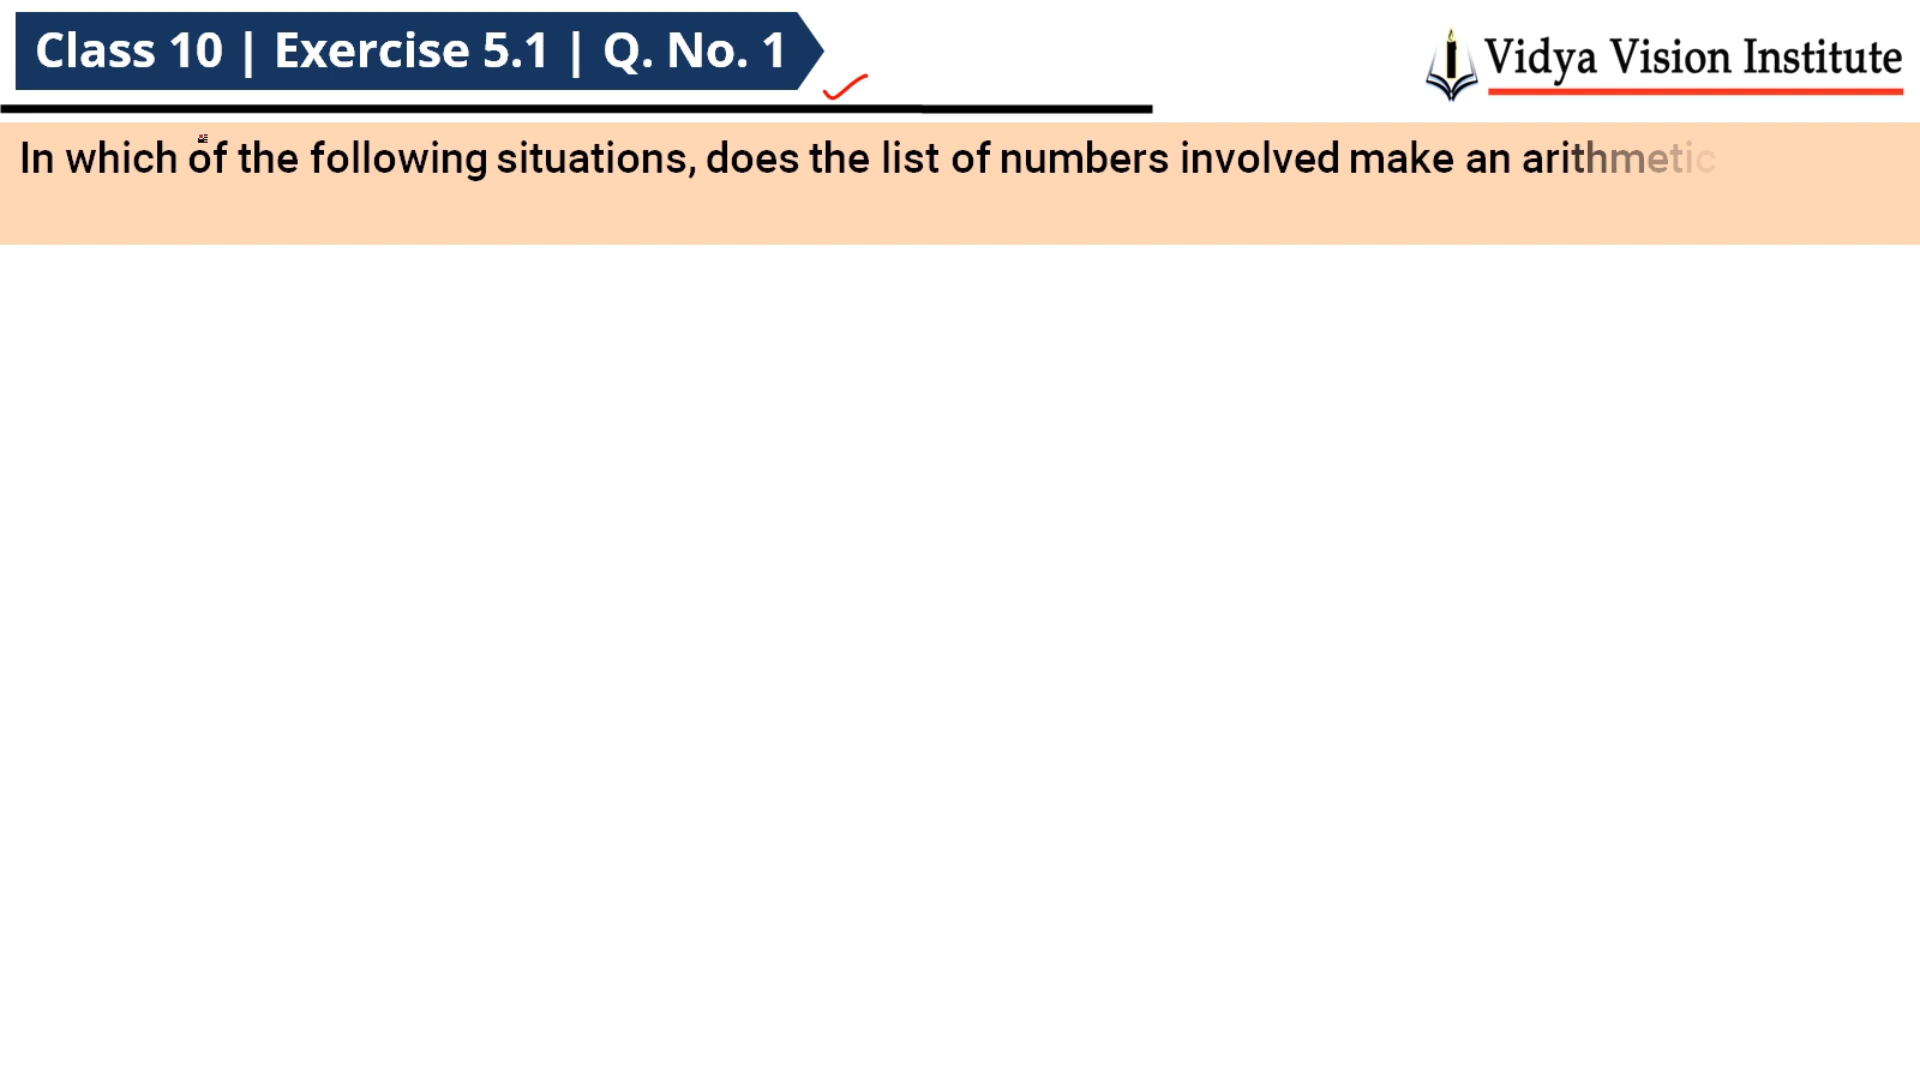 Class 10 | Exercise 5.1 | Q. No. 1
Vidya Vision Institute
In which of the following situations, does the list of numbers involved make an arithmetic